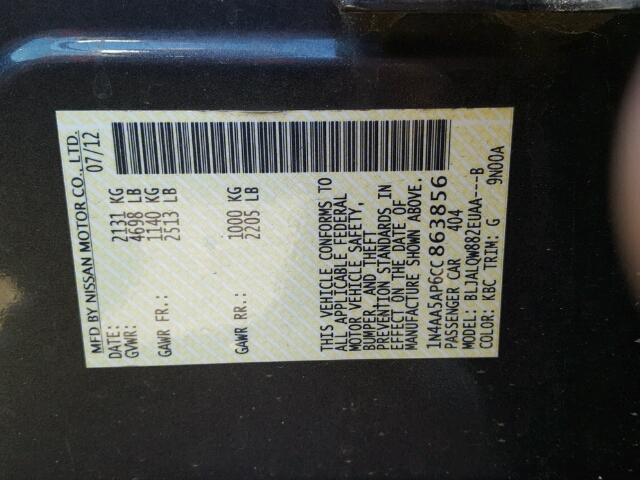 MFD BY NISSAN MOTOR CO., LTD.
DATE: 07/12
GVWR: 2131 KG
4698 LB
GAWR FR.: 1140 KG
2513 LB
GAWR RR.: 1000 KG
2205 LB
THIS VEHICLE CONFORMS TO
ALL APPLICABLE FEDERAL
MOTOR VEHICLE SAFETY,
BUMPER, AND THEFT
PREVENTION STANDARDS IN
EFFECT ON THE DATE OF
MANUFACTURE SHOWN ABOVE.
1N4AA5AP6CC863856
PASSENGER CAR 404
MODEL: BLJALQW882EUAA---B
COLOR: KBC TRIM: G 9N00A